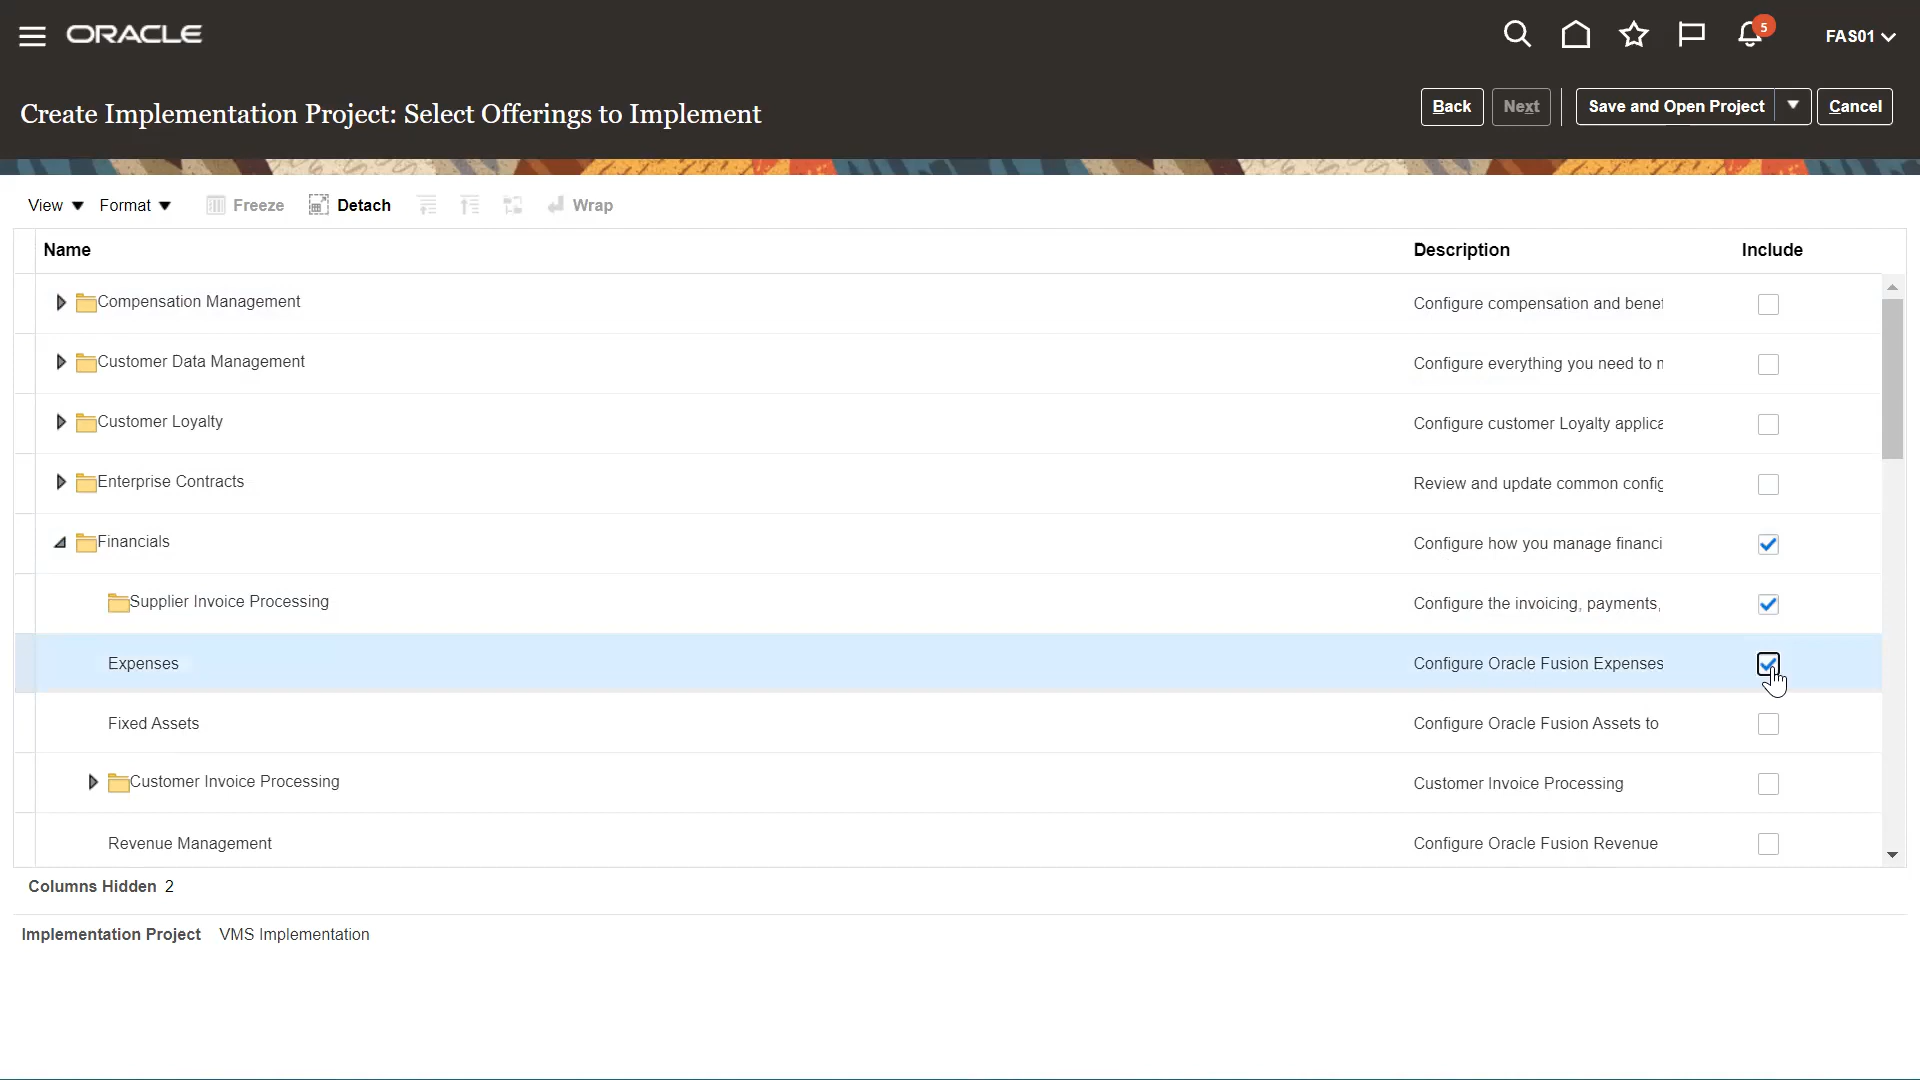 ORACLE
5
FAS01
Create Implementation Project: Select Offerings to Implement
Back Next Save and Open Project Cancel
View Format Freeze Detach Wrap
Name Description Include
Compensation Management Configure compensation and benef
Customer Data Management Configure everything you need to n
Customer Loyalty Configure customer Loyalty applica
Enterprise Contracts Review and update common config
Financials Configure how you manage financi
Supplier Invoice Processing Configure the invoicing, payments,
Expenses Configure Oracle Fusion Expenses
Fixed Assets Configure Oracle Fusion Assets to
Customer Invoice Processing Customer Invoice Processing
Revenue Management Configure Oracle Fusion Revenue
Columns Hidden 2
Implementation Project VMS Implementation